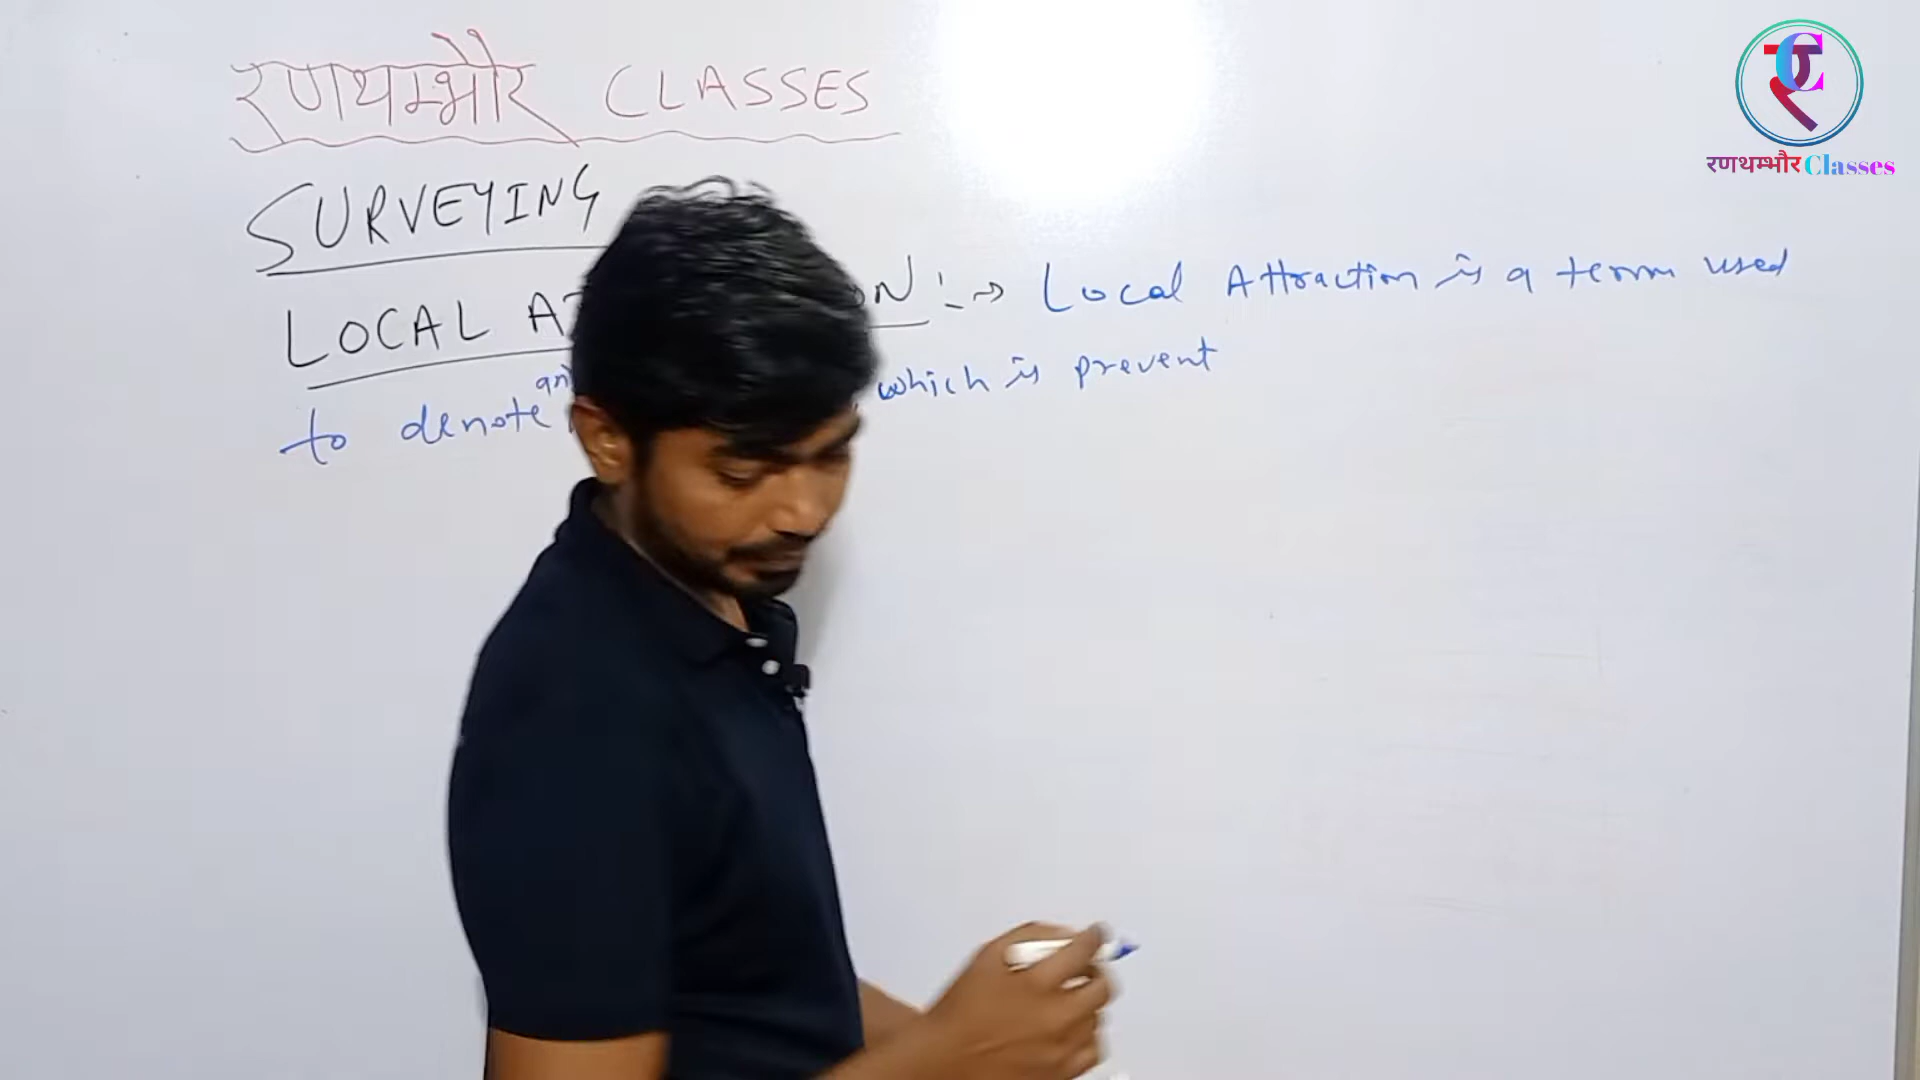 रणथम्भौर CLASSES
रणथम्भौर Classes
SURVEYING
LOCAL :-→ Local Attraction is a term used
to denote which is prevent